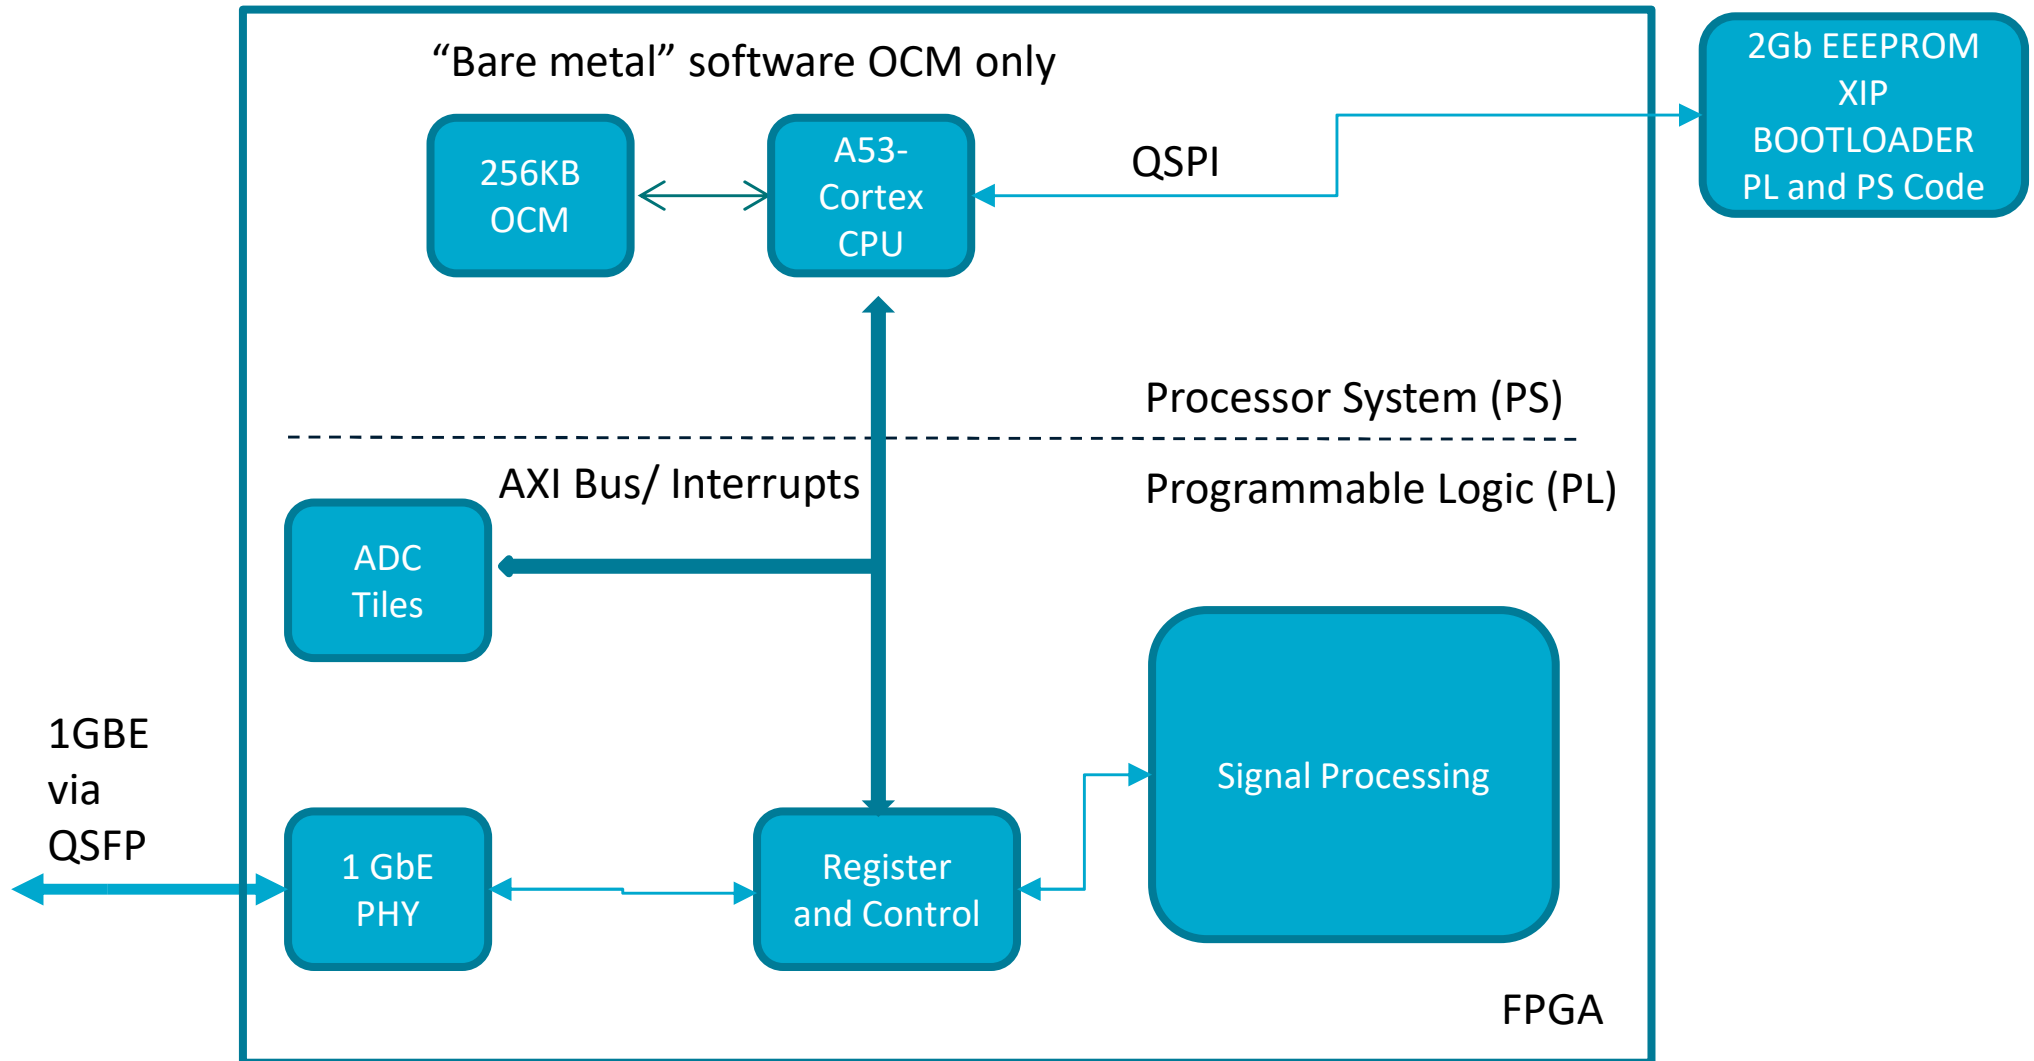 “Bare metal” software OCM only
2Gb EEEPROM
XIP
BOOTLOADER
PL and PS Code
256KB
OCM
A53-
Cortex
CPU
QSPI
Processor System (PS)
AXI Bus/ Interrupts
Programmable Logic (PL)
ADC
Tiles
1GBE
via
QSFP
Signal Processing
1 GbE
PHY
Register
and Control
FPGA